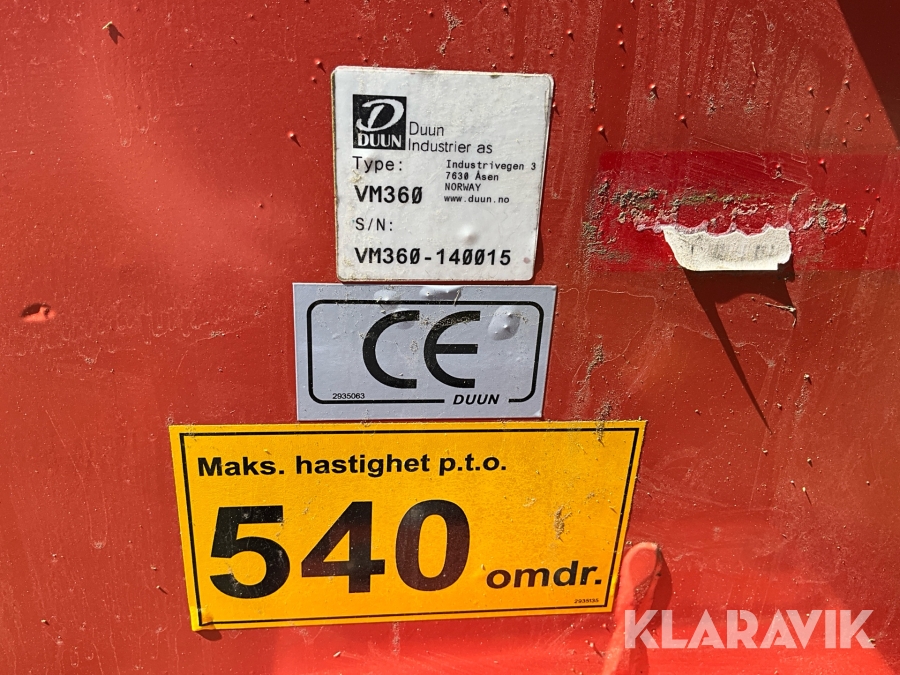 D
DUUN
Duun
Industrier as
Type:
Industrivegen 3
7630 Åsen
NORWAY
www.duun.no
VM360
S/N:
VM360-140015
CE
2935063
DUUN
Maks. hastighet p.t.o.
540 omdr.
2939135
KLARAVIK